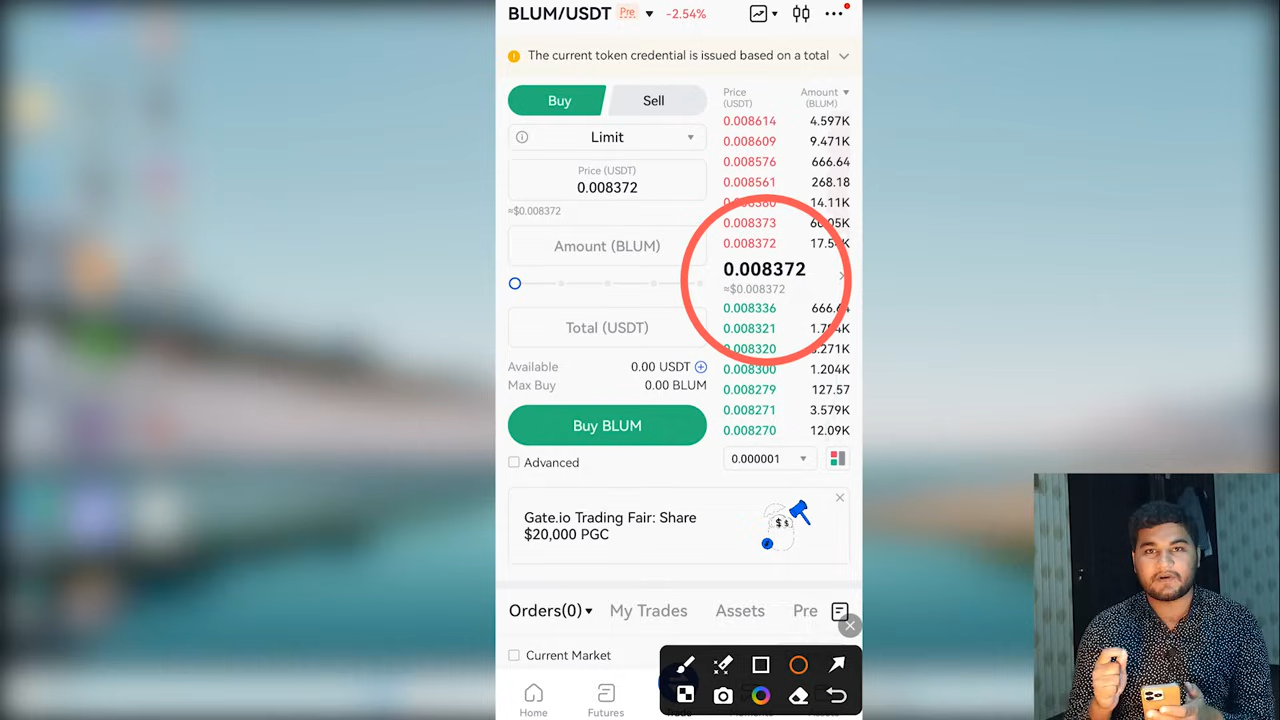 BLUM/USDT Pre -2.54%
The current token credential is issued based on a total
Buy Sell
Limit
Price (USDT)
0.008372
≈$0.008372
Amount (BLUM)
Total (USDT)
Available 0.00 USDT
Max Buy 0.00 BLUM
Buy BLUM
Advanced
Price Amount
(USDT) (BLUM)
0.008614 4.597K
0.008609 9.471K
0.008576 666.64
0.008561 268.18
14.11K
0.008373
0.008372
0.008372
≈$0.008372
0.008336
0.008321
0.008320
0.008300 1.204K
0.008279 127.57
0.008271 3.579K
0.008270 12.09K
0.000001
Gate.io Trading Fair: Share
$20,000 PGC
Orders(0) My Trades Assets Pre
Current Market
Home Futures